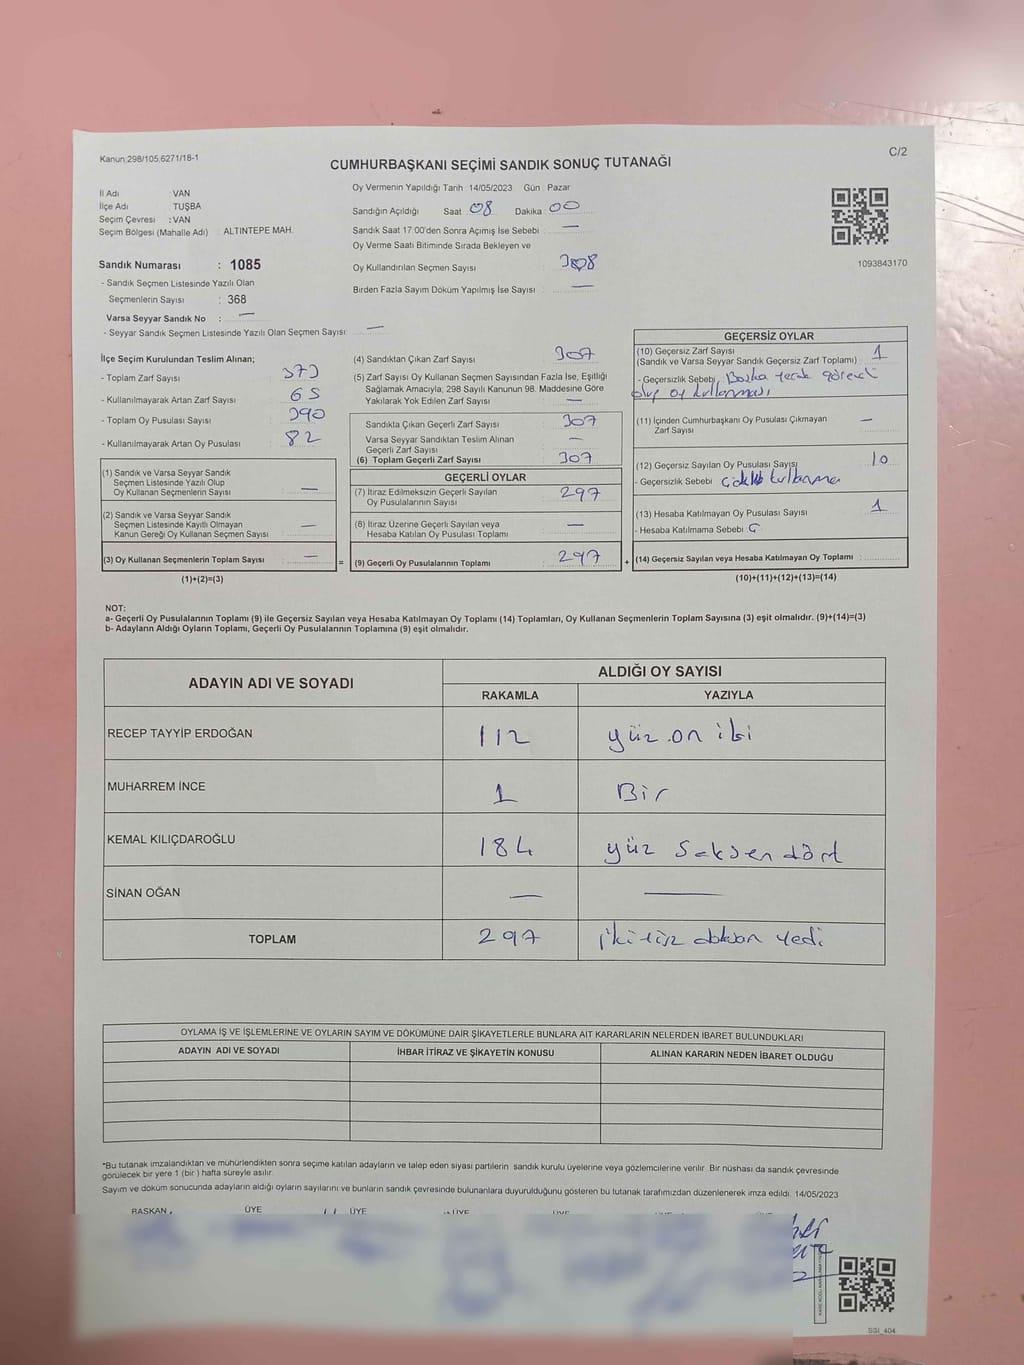 Kanun:298/105,6271/18-1
C/2
CUMHURBAŞKANI SEÇİMİ SANDIK SONUÇ TUTANAĞI
İl Adı : VAN
İlçe Adı : TUŞBA
Seçim Çevresi : VAN
Seçim Bölgesi (Mahalle Adı) : ALTINTEPE MAH.
Sandık Numarası : 1085
- Sandık Seçmen Listesinde Yazılı Olan
Seçmenlerin Sayısı : 368
Varsa Seyyar Sandık No : —
- Seyyar Sandık Seçmen Listesinde Yazılı Olan Seçmen Sayısı: —
Oy Vermenin Yapıldığı Tarih : 14/05/2023 Gün : Pazar
Sandığın Açıldığı Saat : 08 Dakika : 00
Sandık Saat 17:00'den Sonra Açımış İse Sebebi : —
Oy Verme Saati Bitiminde Sırada Bekleyen ve
Oy Kullandırılan Seçmen Sayısı : 308
Birden Fazla Sayım Döküm Yapılmış İse Sayısı : —
1093843170
İlçe Seçim Kurulundan Teslim Alınan;
- Toplam Zarf Sayısı : 373
- Kullanılmayarak Artan Zarf Sayısı : 65
- Toplam Oy Pusulası Sayısı : 390
- Kullanılmayarak Artan Oy Pusulası : 82
(1) Sandık ve Varsa Seyyar Sandık
Seçmen Listesinde Yazılı Olup
Oy Kullanan Seçmenlerin Sayısı : —
(2) Sandık ve Varsa Seyyar Sandık
Seçmen Listesinde Kayıtlı Olmayan
Kanun Gereği Oy Kullanan Seçmen Sayısı : —
(3) Oy Kullanan Seçmenlerin Toplam Sayısı : —
(1)+(2)=(3)
=
(4) Sandıktan Çıkan Zarf Sayısı : 307
(5) Zarf Sayısı Oy Kullanan Seçmen Sayısından Fazla İse, Eşitliği
Sağlamak Amacıyla; 298 Sayılı Kanunun 98. Maddesine Göre
Yakılarak Yok Edilen Zarf Sayısı : —
Sandıkta Çıkan Geçerli Zarf Sayısı : 307
Varsa Seyyar Sandıktan Teslim Alınan
Geçerli Zarf Sayısı : —
(6) Toplam Geçerli Zarf Sayısı : 307
GEÇERLİ OYLAR
(7) İtiraz Edilmeksizin Geçerli Sayılan
Oy Pusulalarının Sayısı : 297
(8) İtiraz Üzerine Geçerli Sayılan veya
Hesaba Katılan Oy Pusulası Toplamı : —
(9) Geçerli Oy Pusulalarının Toplamı : 297
+
GEÇERSİZ OYLAR
(10) Geçersiz Zarf Sayısı
(Sandık ve Varsa Seyyar Sandık Geçersiz Zarf Toplamı) : 1
- Geçersizlik Sebebi : Başka yerde görevli
olup oy kullanması
(11) İçinden Cumhurbaşkanı Oy Pusulası Çıkmayan
Zarf Sayısı : —
(12) Geçersiz Sayılan Oy Pusulası Sayısı : 10
- Geçersizlik Sebebi : kullanma
(13) Hesaba Katılmayan Oy Pusulası Sayısı : 1
- Hesaba Katılmama Sebebi :
(14) Geçersiz Sayılan veya Hesaba Katılmayan Oy Toplamı :
(10)+(11)+(12)+(13)=(14)
NOT:
a- Geçerli Oy Pusulalarının Toplamı (9) ile Geçersiz Sayılan veya Hesaba Katılmayan Oy Toplamı (14) Toplamları, Oy Kullanan Seçmenlerin Toplam Sayısına (3) eşit olmalıdır. (9)+(14)=(3)
b- Adayların Aldığı Oyların Toplamı, Geçerli Oy Pusulalarının Toplamına (9) eşit olmalıdır.
ADAYIN ADI VE SOYADI
ALDIĞI OY SAYISI
RAKAMLA YAZIYLA
RECEP TAYYİP ERDOĞAN 112 yüz on iki
MUHARREM İNCE 1 Bir
KEMAL KILIÇDAROĞLU 184 yüz seksen dört
SİNAN OĞAN — —
TOPLAM 297 iki yüz doksan yedi
OYLAMA İŞ VE İŞLEMLERİNE VE OYLARIN SAYIM VE DÖKÜMÜNE DAİR ŞİKAYETLERLE BUNLARA AİT KARARLARIN NELERDEN İBARET BULUNDUKLARI
ADAYIN ADI VE SOYADI İHBAR İTİRAZ VE ŞİKAYETİN KONUSU ALINAN KARARIN NEDEN İBARET OLDUĞU
*Bu tutanak imzalandıktan ve mühürlendikten sonra seçime katılan adayların ve talep eden siyasi partilerin sandık kurulu üyelerine veya gözlemcilerine verilir. Bir nüshası da sandık çevresinde
görülecek bir yere 1 (bir) hafta süreyle asılır.
Sayım ve döküm sonucunda adayların aldığı oyların sayılarını ve bunların sandık çevresinde bulunanlara duyurulduğunu gösteren bu tutanak tarafımızdan düzenlenerek imza edildi. 14/05/2023
BAŞKAN ÜYE ÜYE ÜYE
SSI_404